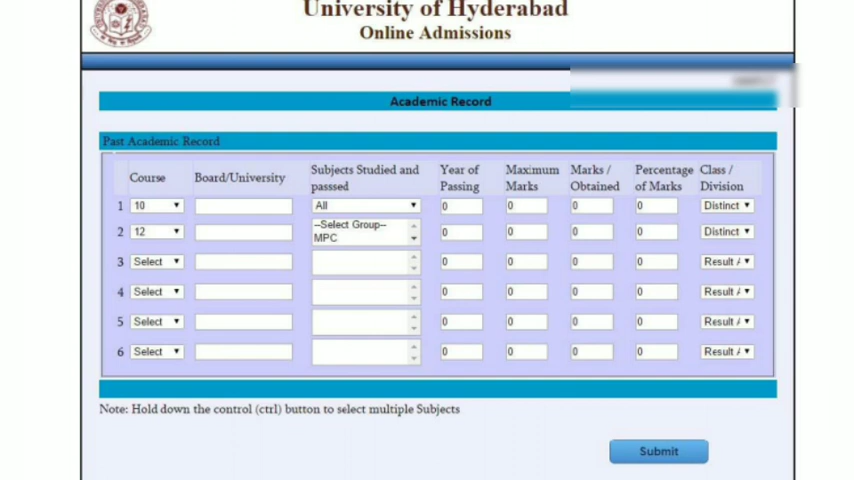 University of Hyderabad
Online Admissions
Academic Record
Past Academic Record
Course Board/University Subjects Studied and passsed Year of Passing Maximum Marks Marks / Obtained Percentage of Marks Class / Division
1 10 All 0 0 0 0 Distinct
2 12 --Select Group-- MPC 0 0 0 0 Distinct
3 Select 0 0 0 0 Result /
4 Select 0 0 0 0 Result /
5 Select 0 0 0 0 Result /
6 Select 0 0 0 0 Result /
Note: Hold down the control (ctrl) button to select multiple Subjects
Submit